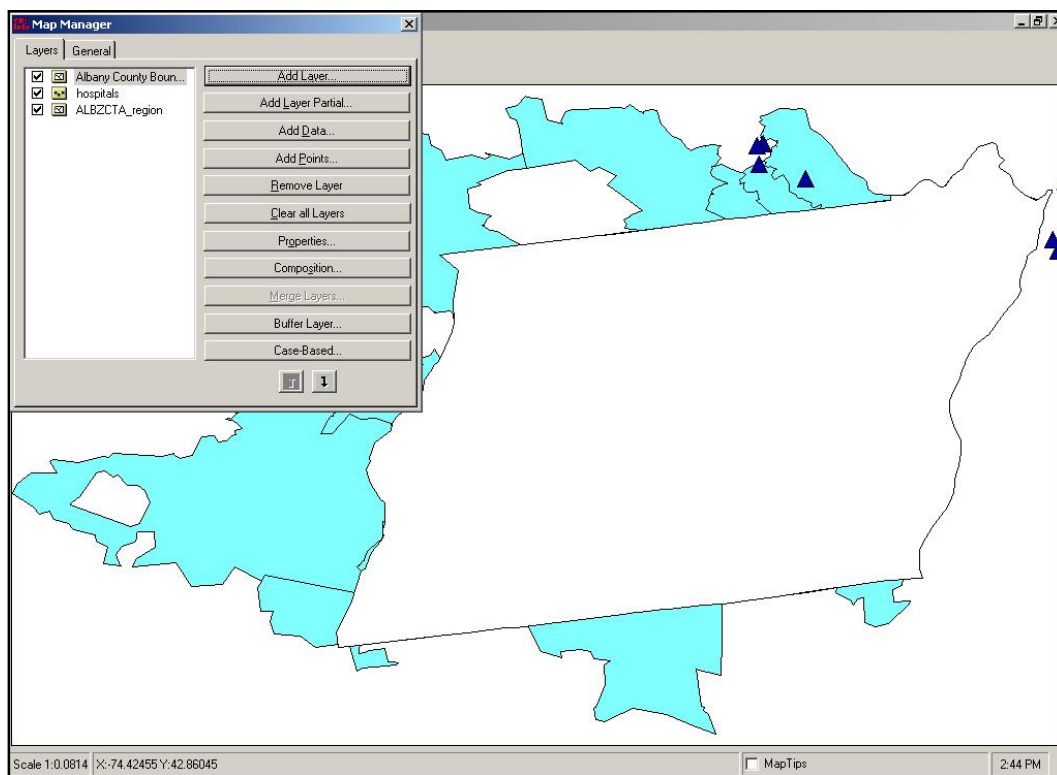 Map Manager
Layers General
Albany County Boun...
hospitals
ALBZCTA_region
Add Layer...
Add Layer Partial...
Add Data...
Add Points...
Remove Layer
Clear all Layers
Properties...
Composition...
Merge Layers...
Buffer Layer...
Case-Based...
Scale 1:0.0814 X:-74.42455 Y:42.86045 MapTips 2:44 PM